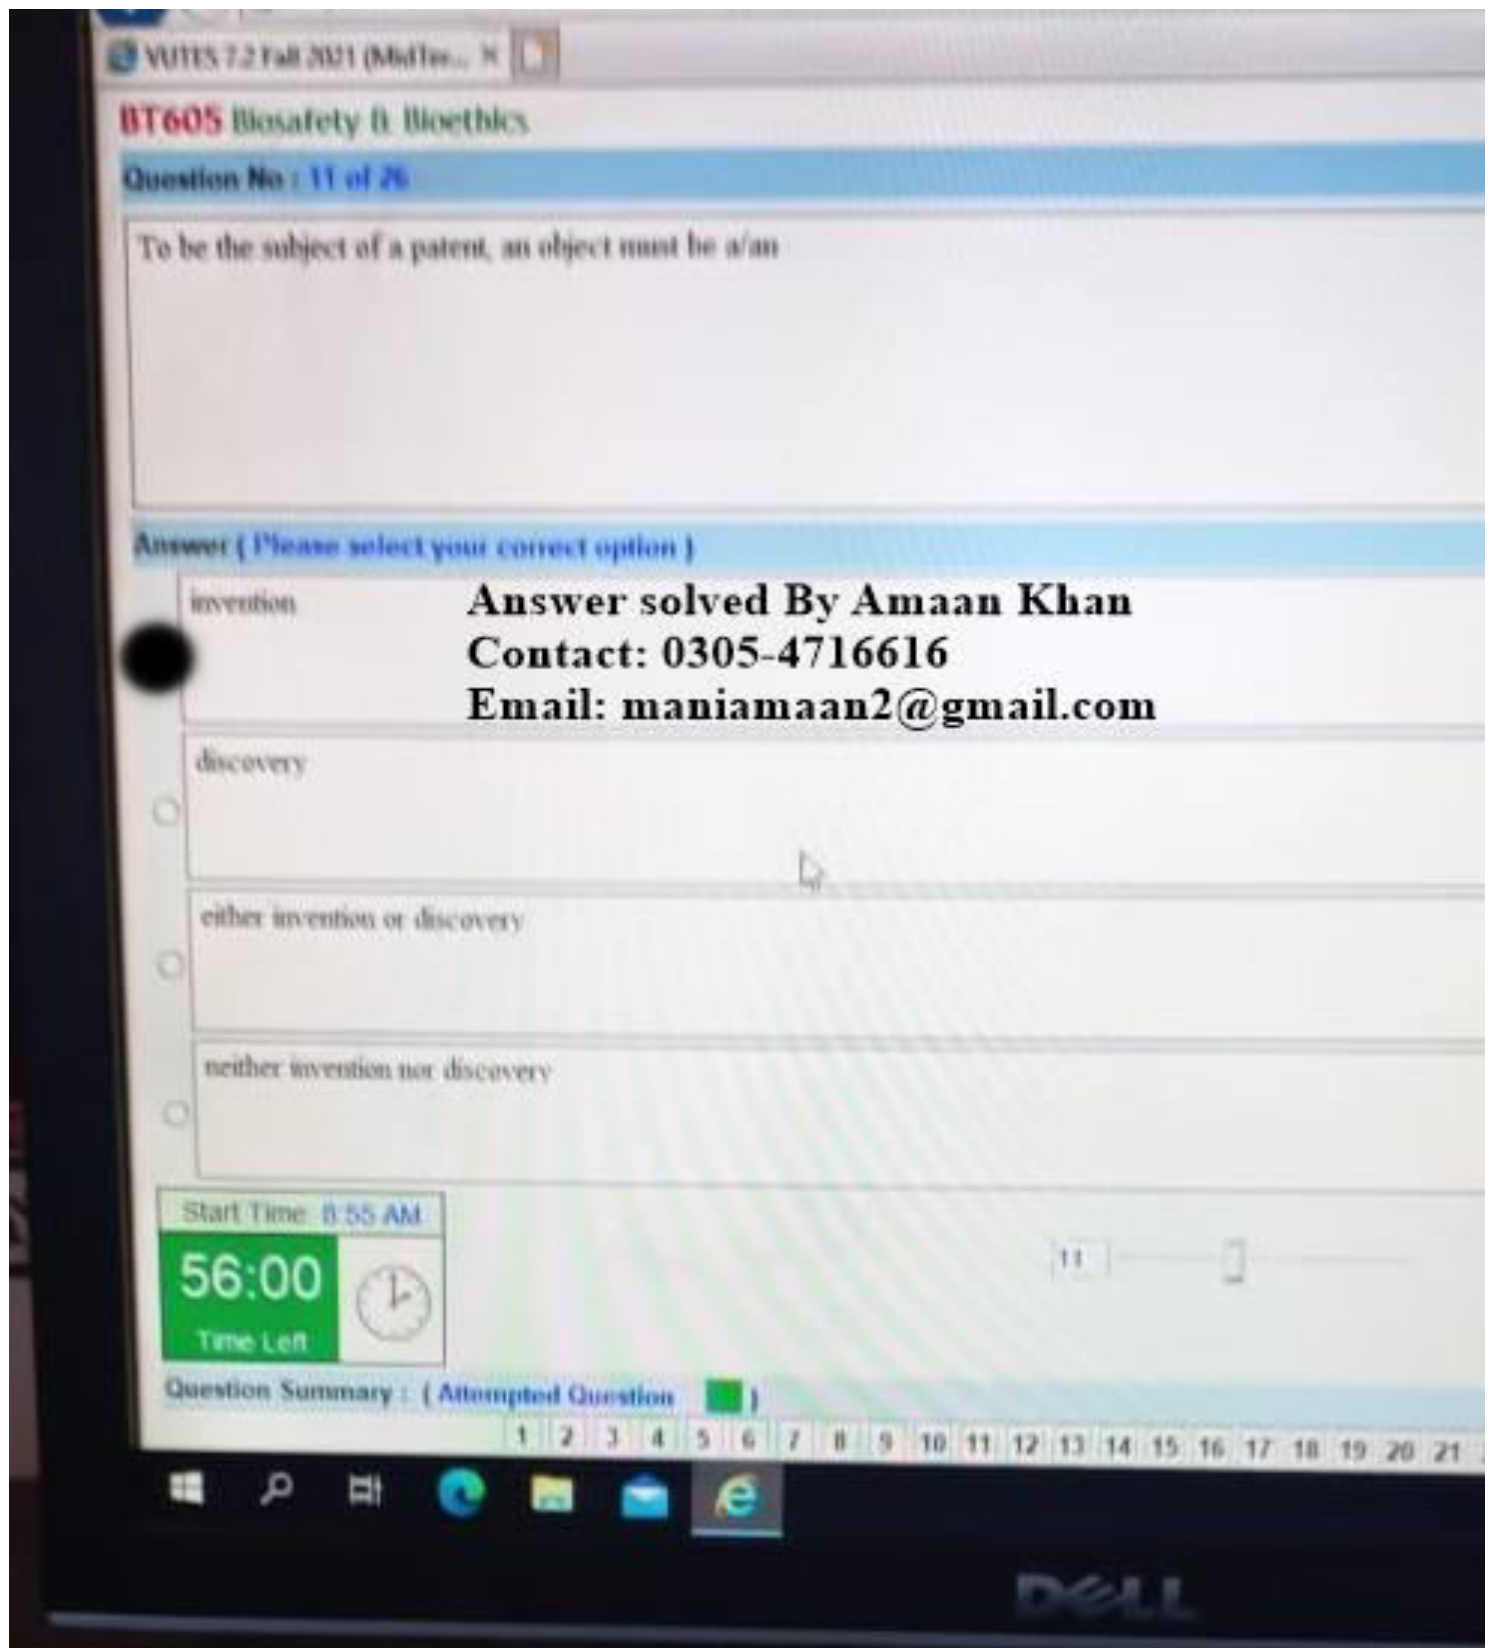 VUTES 7.2 Fall 2021 (MidTer...
BT605 Biosafety & Bioethics
Question No : 11 of 26
To be the subject of a patent, an object must be a/an
Answer ( Please select your correct option )
invention
Answer solved By Amaan Khan
Contact: 0305-4716616
Email: maniamaan2@gmail.com
discovery
either invention or discovery
neither invention nor discovery
Start Time 8:55 AM
56:00
Time Left
11
Question Summary : ( Attempted Question )
1 2 3 4 5 6 7 8 9 10 11 12 13 14 15 16 17 18 19 20 21
DELL